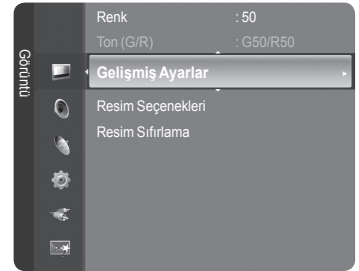 Görüntü
Renk : 50
Ton (G/R) : G50/R50
Gelişmiş Ayarlar
Resim Seçenekleri
Resim Sıfırlama